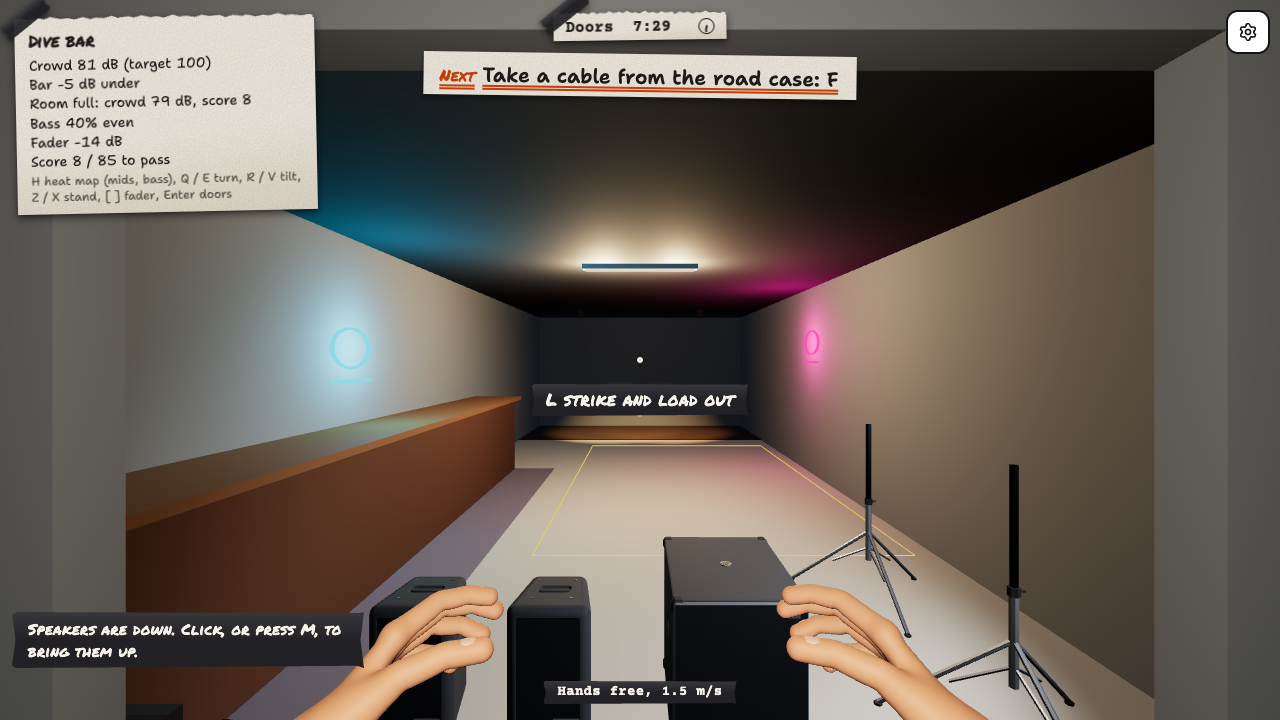 Dive bar
Crowd 81 dB (target 100)
Bar -5 dB under
Room full: crowd 79 dB, score 8
Bass 40% even
Fader -14 dB
Score 8 / 85 to pass
H heat map (mids, bass), Q / E turn, R / V tilt,
Z / X stand, [ ] fader, Enter doors
Doors 7:29
Next Take a cable from the road case: F
L strike and load out
Speakers are down. Click, or press M, to
bring them up.
Hands free, 1.5 m/s